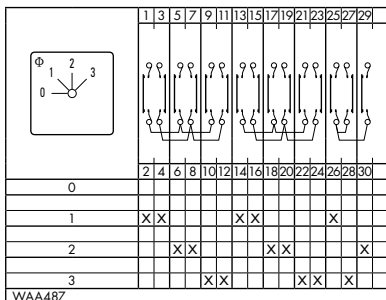 1 3 5 7 9 11 13 15 17 19 21 23 25 27 29
Φ
1 2 3
0
2 4 6 8 10 12 14 16 18 20 22 24 26 28 30
0
1 X X X X X
2 X X X X X
3 X X X X X
WAA487